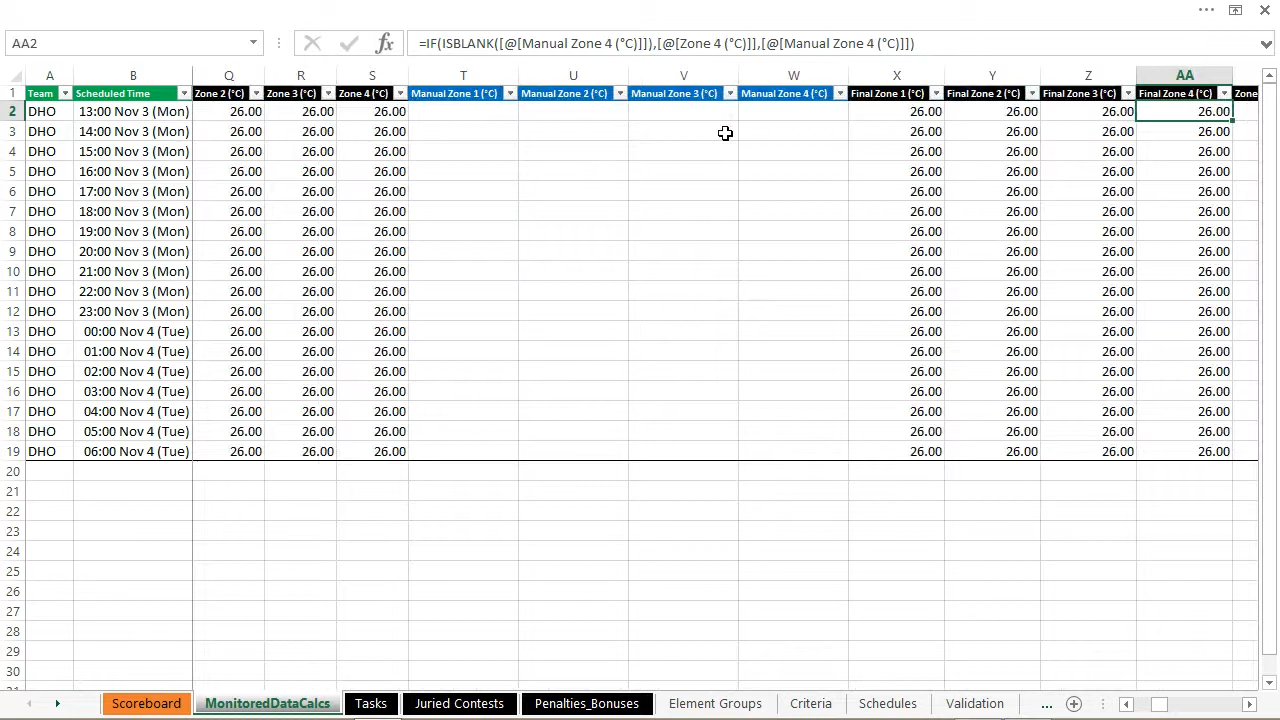 AA2 fx =IF(ISBLANK([@[Manual Zone 4 (°C)]]),[@[Zone 4 (°C)]],[@[Manual Zone 4 (°C)]])
A B Q R S T U V W X Y Z AA
1 Team Scheduled Time Zone 2 (°C) Zone 3 (°C) Zone 4 (°C) Manual Zone 1 (°C) Manual Zone 2 (°C) Manual Zone 3 (°C) Manual Zone 4 (°C) Final Zone 1 (°C) Final Zone 2 (°C) Final Zone 3 (°C) Final Zone 4 (°C) Zone
2 DHO 13:00 Nov 3 (Mon) 26.00 26.00 26.00 26.00 26.00 26.00 26.00
3 DHO 14:00 Nov 3 (Mon) 26.00 26.00 26.00 26.00 26.00 26.00 26.00
4 DHO 15:00 Nov 3 (Mon) 26.00 26.00 26.00 26.00 26.00 26.00 26.00
5 DHO 16:00 Nov 3 (Mon) 26.00 26.00 26.00 26.00 26.00 26.00 26.00
6 DHO 17:00 Nov 3 (Mon) 26.00 26.00 26.00 26.00 26.00 26.00 26.00
7 DHO 18:00 Nov 3 (Mon) 26.00 26.00 26.00 26.00 26.00 26.00 26.00
8 DHO 19:00 Nov 3 (Mon) 26.00 26.00 26.00 26.00 26.00 26.00 26.00
9 DHO 20:00 Nov 3 (Mon) 26.00 26.00 26.00 26.00 26.00 26.00 26.00
10 DHO 21:00 Nov 3 (Mon) 26.00 26.00 26.00 26.00 26.00 26.00 26.00
11 DHO 22:00 Nov 3 (Mon) 26.00 26.00 26.00 26.00 26.00 26.00 26.00
12 DHO 23:00 Nov 3 (Mon) 26.00 26.00 26.00 26.00 26.00 26.00 26.00
13 DHO 00:00 Nov 4 (Tue) 26.00 26.00 26.00 26.00 26.00 26.00 26.00
14 DHO 01:00 Nov 4 (Tue) 26.00 26.00 26.00 26.00 26.00 26.00 26.00
15 DHO 02:00 Nov 4 (Tue) 26.00 26.00 26.00 26.00 26.00 26.00 26.00
16 DHO 03:00 Nov 4 (Tue) 26.00 26.00 26.00 26.00 26.00 26.00 26.00
17 DHO 04:00 Nov 4 (Tue) 26.00 26.00 26.00 26.00 26.00 26.00 26.00
18 DHO 05:00 Nov 4 (Tue) 26.00 26.00 26.00 26.00 26.00 26.00 26.00
19 DHO 06:00 Nov 4 (Tue) 26.00 26.00 26.00 26.00 26.00 26.00 26.00
20
21
22
23
24
25
26
27
28
29
30
Scoreboard MonitoredDataCalcs Tasks Juried Contests Penalties_Bonuses Element Groups Criteria Schedules Validation ...